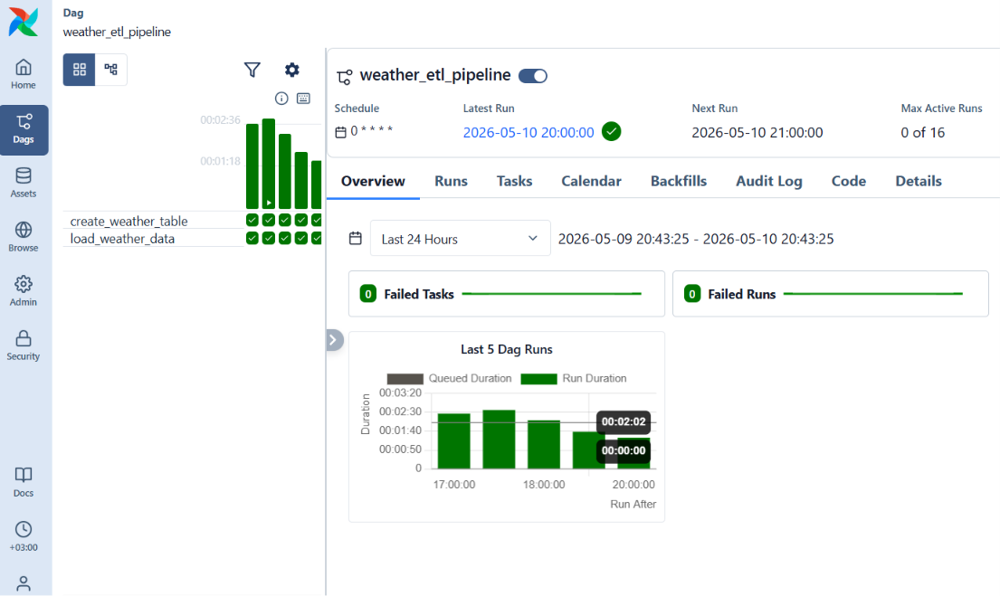 Dag
weather_etl_pipeline
Home
Dags
Assets
Browse
Admin
Security
Docs
+03:00
00:02:36
00:01:18
create_weather_table
load_weather_data
weather_etl_pipeline
Schedule
Latest Run
Next Run
Max Active Runs
0 * * * *
2026-05-10 20:00:00
2026-05-10 21:00:00
0 of 16
Overview Runs Tasks Calendar Backfills Audit Log Code Details
Last 24 Hours
2026-05-09 20:43:25 - 2026-05-10 20:43:25
0 Failed Tasks
0 Failed Runs
Last 5 Dag Runs
Queued Duration Run Duration
Duration
00:03:20
00:02:30
00:01:40
00:00:50
0
00:02:02
00:00:00
17:00:00 18:00:00 20:00:00
Run After